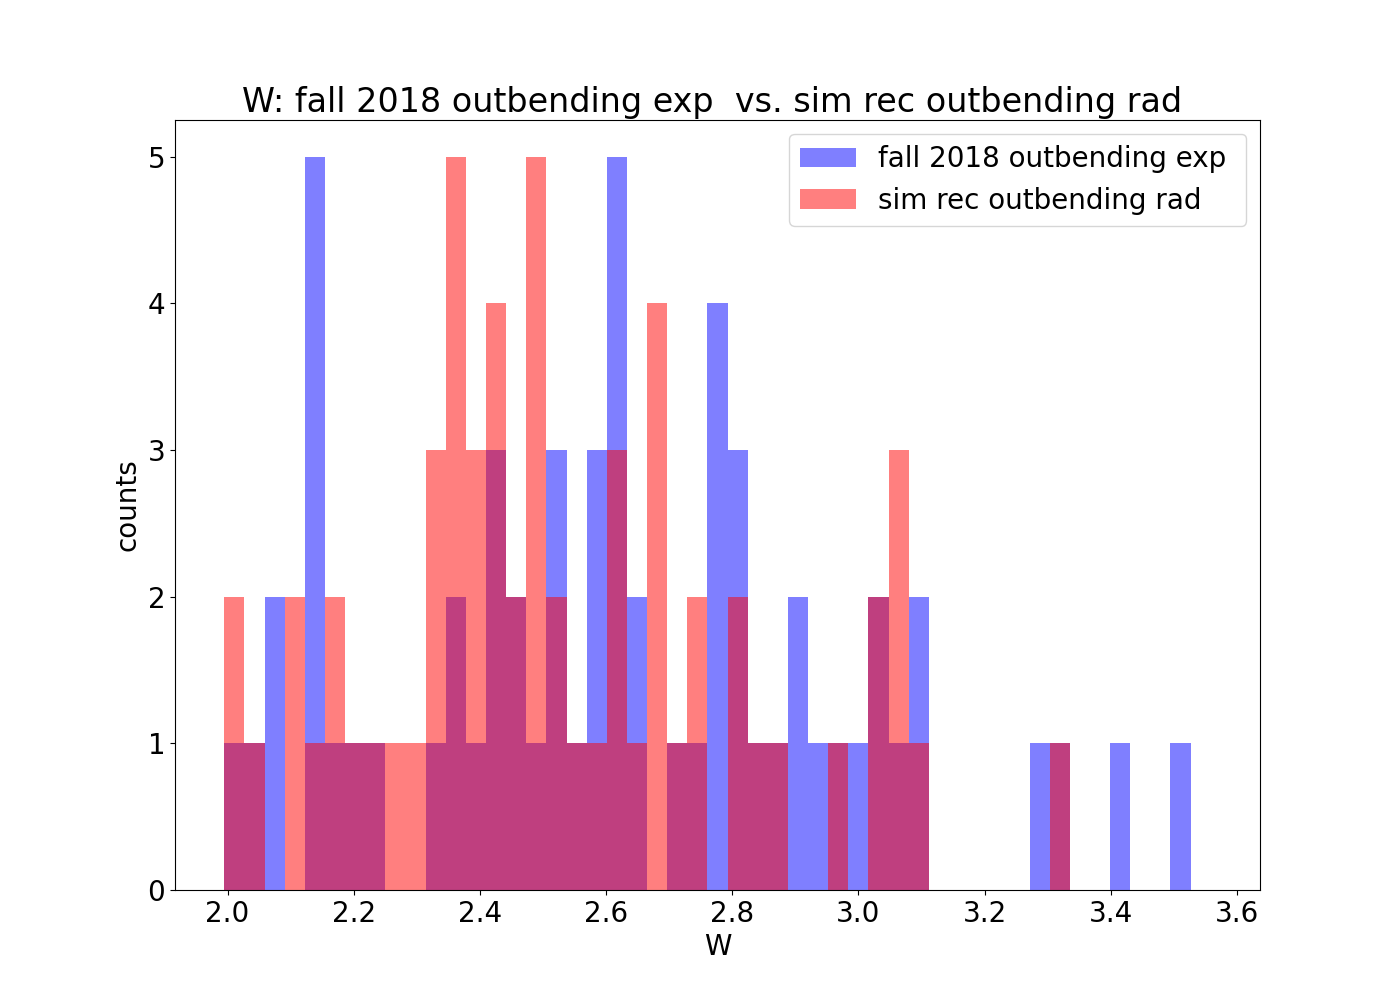 W: fall 2018 outbending exp  vs. sim rec outbending rad
fall 2018 outbending exp
sim rec outbending rad
5
4
3
2
1
0
counts
2.0 2.2 2.4 2.6 2.8 3.0 3.2 3.4 3.6
W